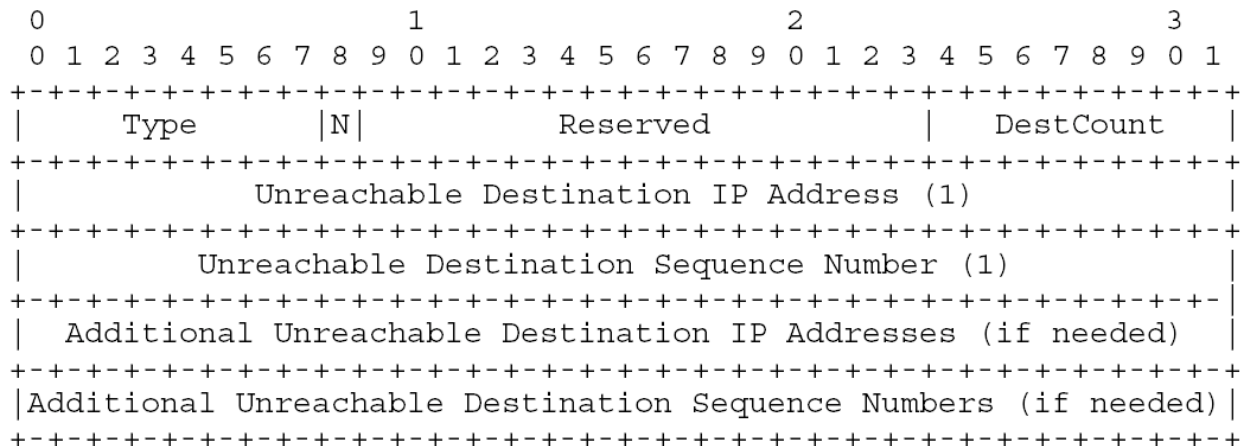 0                   1                   2                   3
 0 1 2 3 4 5 6 7 8 9 0 1 2 3 4 5 6 7 8 9 0 1 2 3 4 5 6 7 8 9 0 1
+-+-+-+-+-+-+-+-+-+-+-+-+-+-+-+-+-+-+-+-+-+-+-+-+-+-+-+-+-+-+-+-+
|     Type      |N|          Reserved           |   DestCount   |
+-+-+-+-+-+-+-+-+-+-+-+-+-+-+-+-+-+-+-+-+-+-+-+-+-+-+-+-+-+-+-+-+
|            Unreachable Destination IP Address (1)             |
+-+-+-+-+-+-+-+-+-+-+-+-+-+-+-+-+-+-+-+-+-+-+-+-+-+-+-+-+-+-+-+-+
|         Unreachable Destination Sequence Number (1)           |
+-+-+-+-+-+-+-+-+-+-+-+-+-+-+-+-+-+-+-+-+-+-+-+-+-+-+-+-+-+-+-+-|
|  Additional Unreachable Destination IP Addresses (if needed)  |
+-+-+-+-+-+-+-+-+-+-+-+-+-+-+-+-+-+-+-+-+-+-+-+-+-+-+-+-+-+-+-+-+
|Additional Unreachable Destination Sequence Numbers (if needed)|
+-+-+-+-+-+-+-+-+-+-+-+-+-+-+-+-+-+-+-+-+-+-+-+-+-+-+-+-+-+-+-+-+